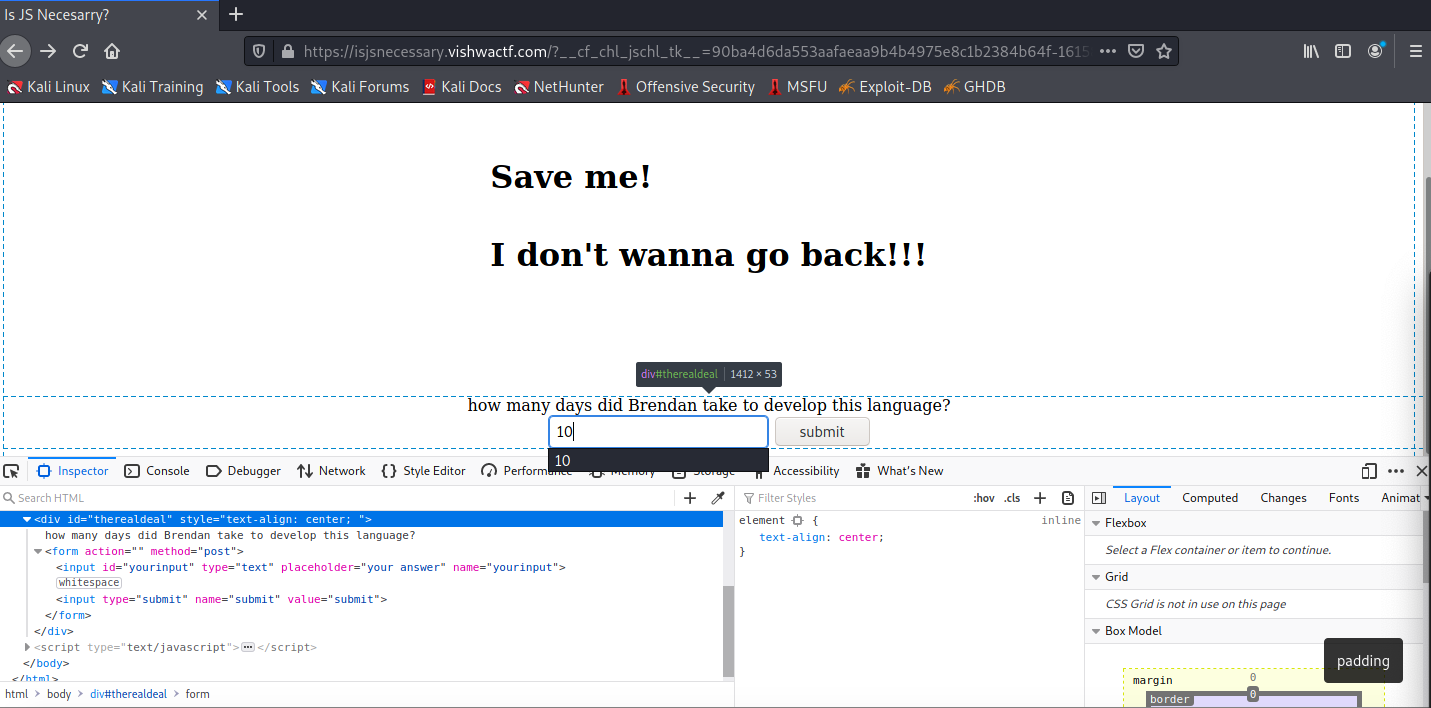 Is JS Necesarry?
https://isjsnecessary.vishwactf.com/?__cf_chl_jschl_tk__=90ba4d6da553aafaeaa9b4b4975e8c1b2384b64f-1615
Kali Linux Kali Training Kali Tools Kali Forums Kali Docs NetHunter Offensive Security MSFU Exploit-DB GHDB
Save me!
I don't wanna go back!!!
div#therealdeal 1412 × 53
how many days did Brendan take to develop this language?
10 submit
10
Inspector Console Debugger Network Style Editor Performance Memory Storage Accessibility What's New
Search HTML Filter Styles :hov .cls Layout Computed Changes Fonts Animat
<div id="therealdeal" style="text-align: center; ">
how many days did Brendan take to develop this language?
<form action="" method="post">
<input id="yourinput" type="text" placeholder="your answer" name="yourinput">
whitespace
<input type="submit" name="submit" value="submit">
</form>
</div>
<script type="text/javascript"></script>
</body>
</html>
html body div#therealdeal form
element { inline
text-align: center;
}
Flexbox
Select a Flex container or item to continue.
Grid
CSS Grid is not in use on this page
Box Model
padding
margin 0
border 0